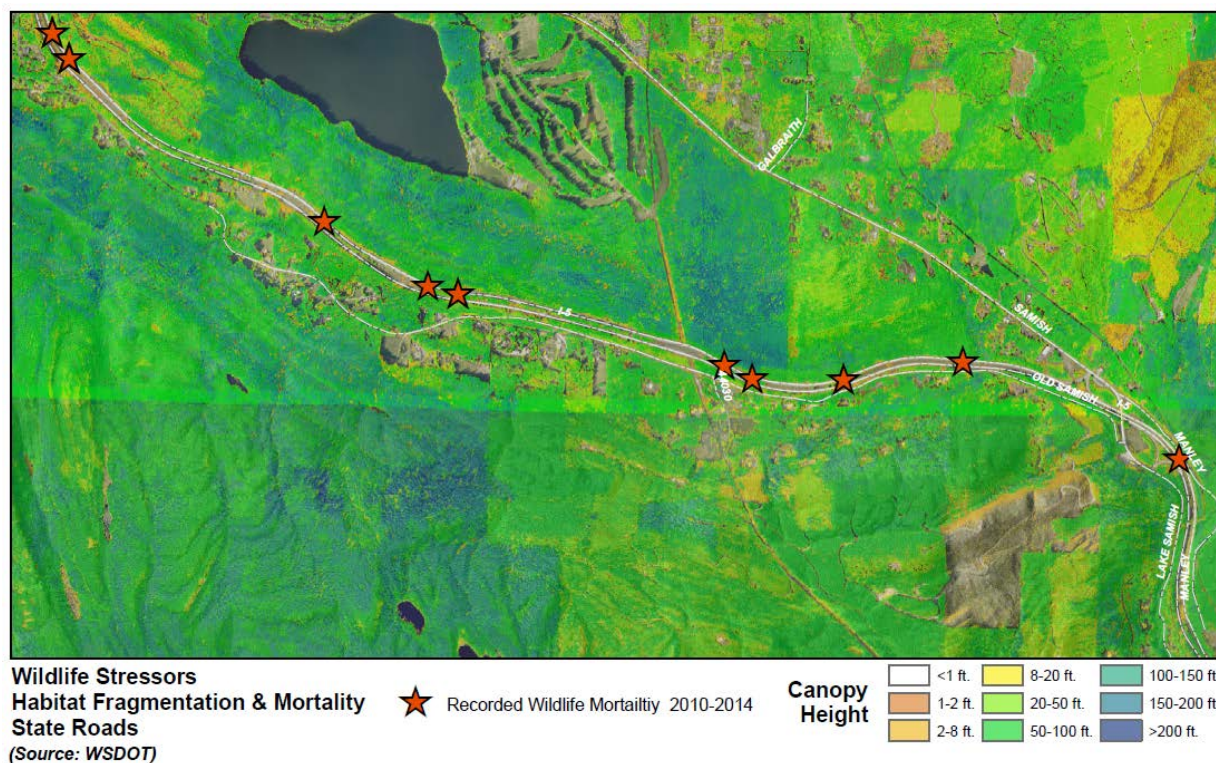 GALBRAITH
SAMISH
I-5
OLD SAMISH
I-5
MANLEY
LAKE SAMISH
MANLEY
Wildlife Stressors
Habitat Fragmentation & Mortality
State Roads
(Source: WSDOT)
Recorded Wildlife Mortailtiy 2010-2014
Canopy
Height
<1 ft.
1-2 ft.
2-8 ft.
8-20 ft.
20-50 ft.
50-100 ft.
100-150 ft.
150-200 ft.
>200 ft.